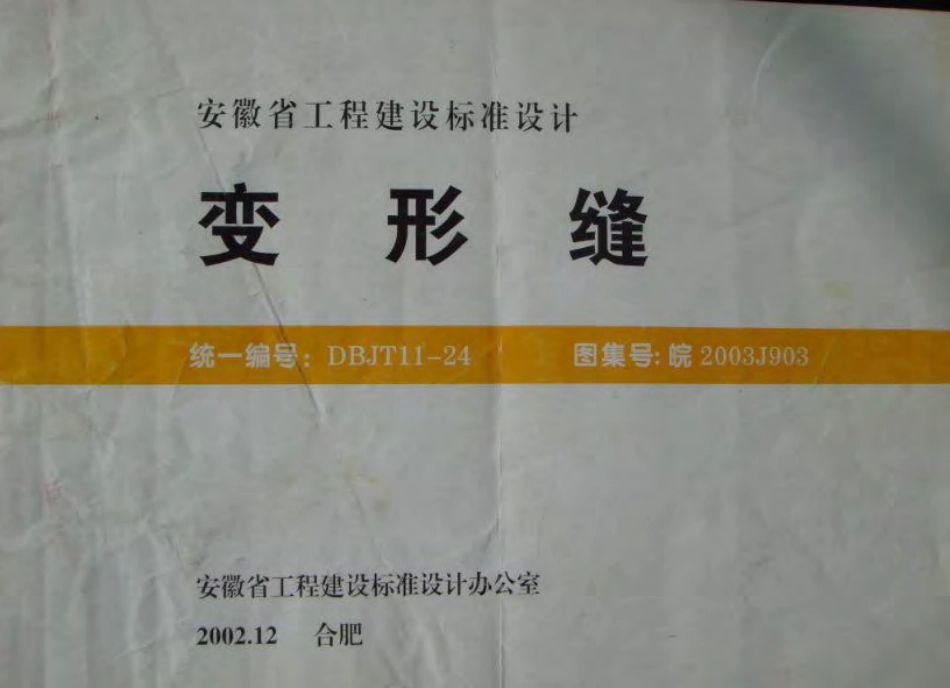 安徽省工程建设标准设计
变形缝
统一编号: DBJT11-24 图集号: 皖 2003J903
安徽省工程建设标准设计办公室
2002.12 合肥